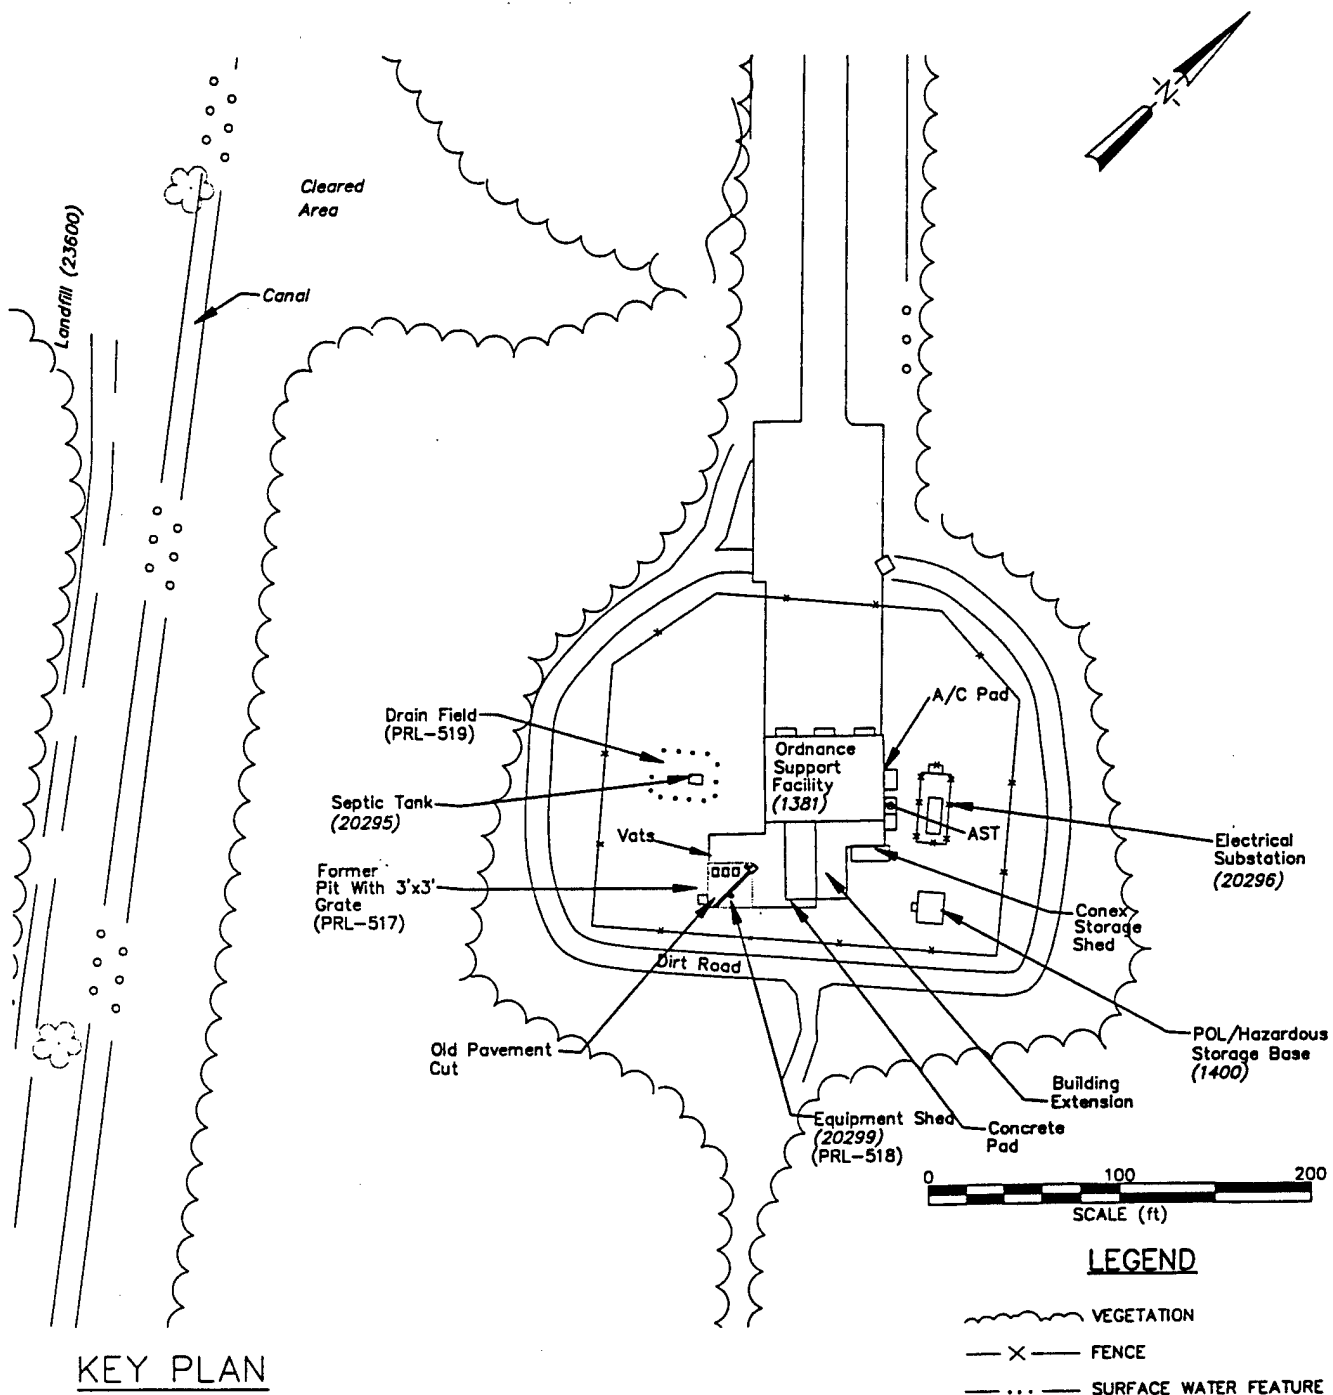 N
Cleared
Area
Landfill (23600)
Canal
A/C Pad
Drain Field
(PRL-519)
Ordnance
Support
Facility
(1381)
Septic Tank
(20295)
Vats
AST
Electrical
Substation
(20296)
Former
Pit With 3'x3'
Grate
(PRL-517)
Conex
Storage
Shed
Dirt Road
Old Pavement
Cut
POL/Hazardous
Storage Base
(1400)
Building
Extension
Equipment Shed
(20299)
(PRL-518)
Concrete
Pad
0 100 200
SCALE (ft)
LEGEND
VEGETATION
FENCE
SURFACE WATER FEATURE
KEY PLAN